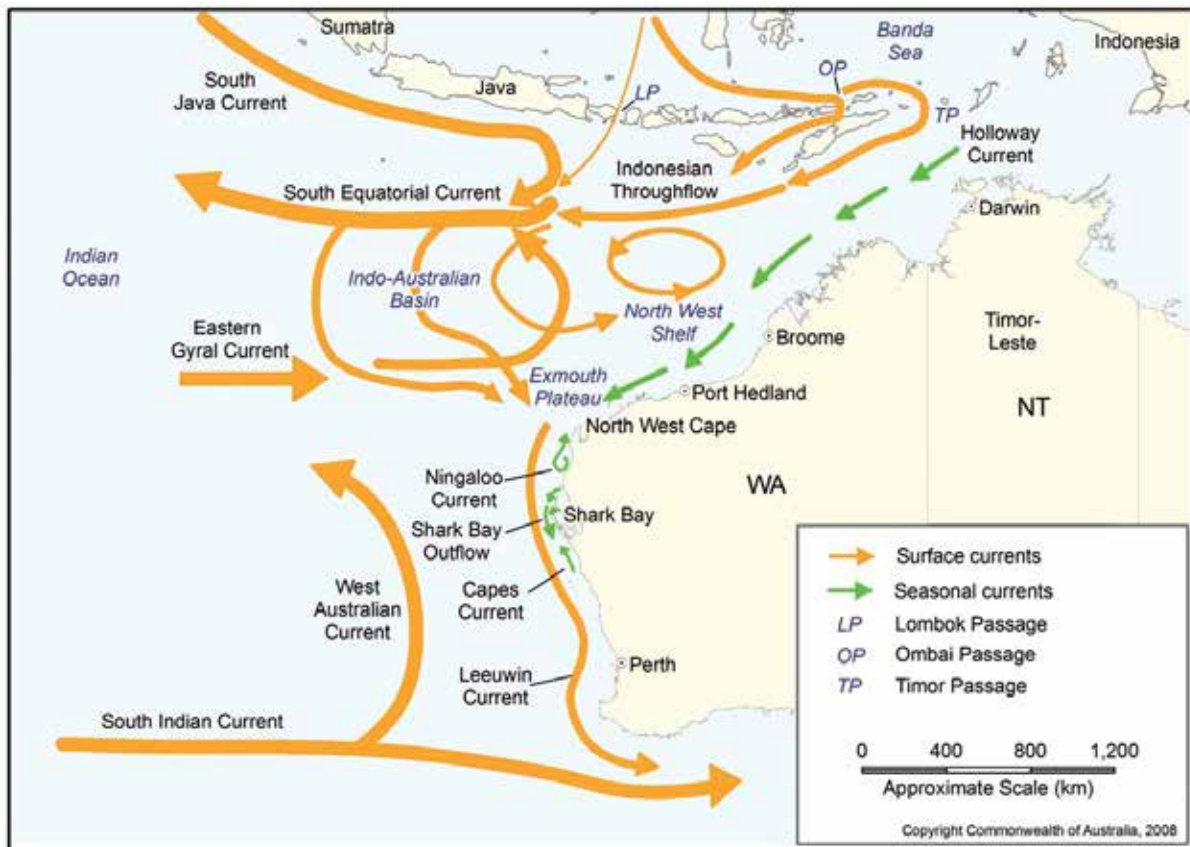 Sumatra
Banda
Sea
Indonesia
South
Java Current
Java
LP
OP
TP
Holloway
Current
Indonesian
Throughflow
South Equatorial Current
Darwin
Indian
Ocean
Indo-Australian
Basin
North West
Shelf
Broome
Timor-
Leste
Eastern
Gyral Current
Exmouth
Plateau
Port Hedland
NT
North West Cape
Ningaloo
Current
WA
Shark Bay
Shark Bay
Outflow
Capes
Current
West
Australian
Current
Perth
Leeuwin
Current
South Indian Current
Surface currents
Seasonal currents
LP Lombok Passage
OP Ombai Passage
TP Timor Passage
0 400 800 1,200
Approximate Scale (km)
Copyright Commonwealth of Australia, 2008